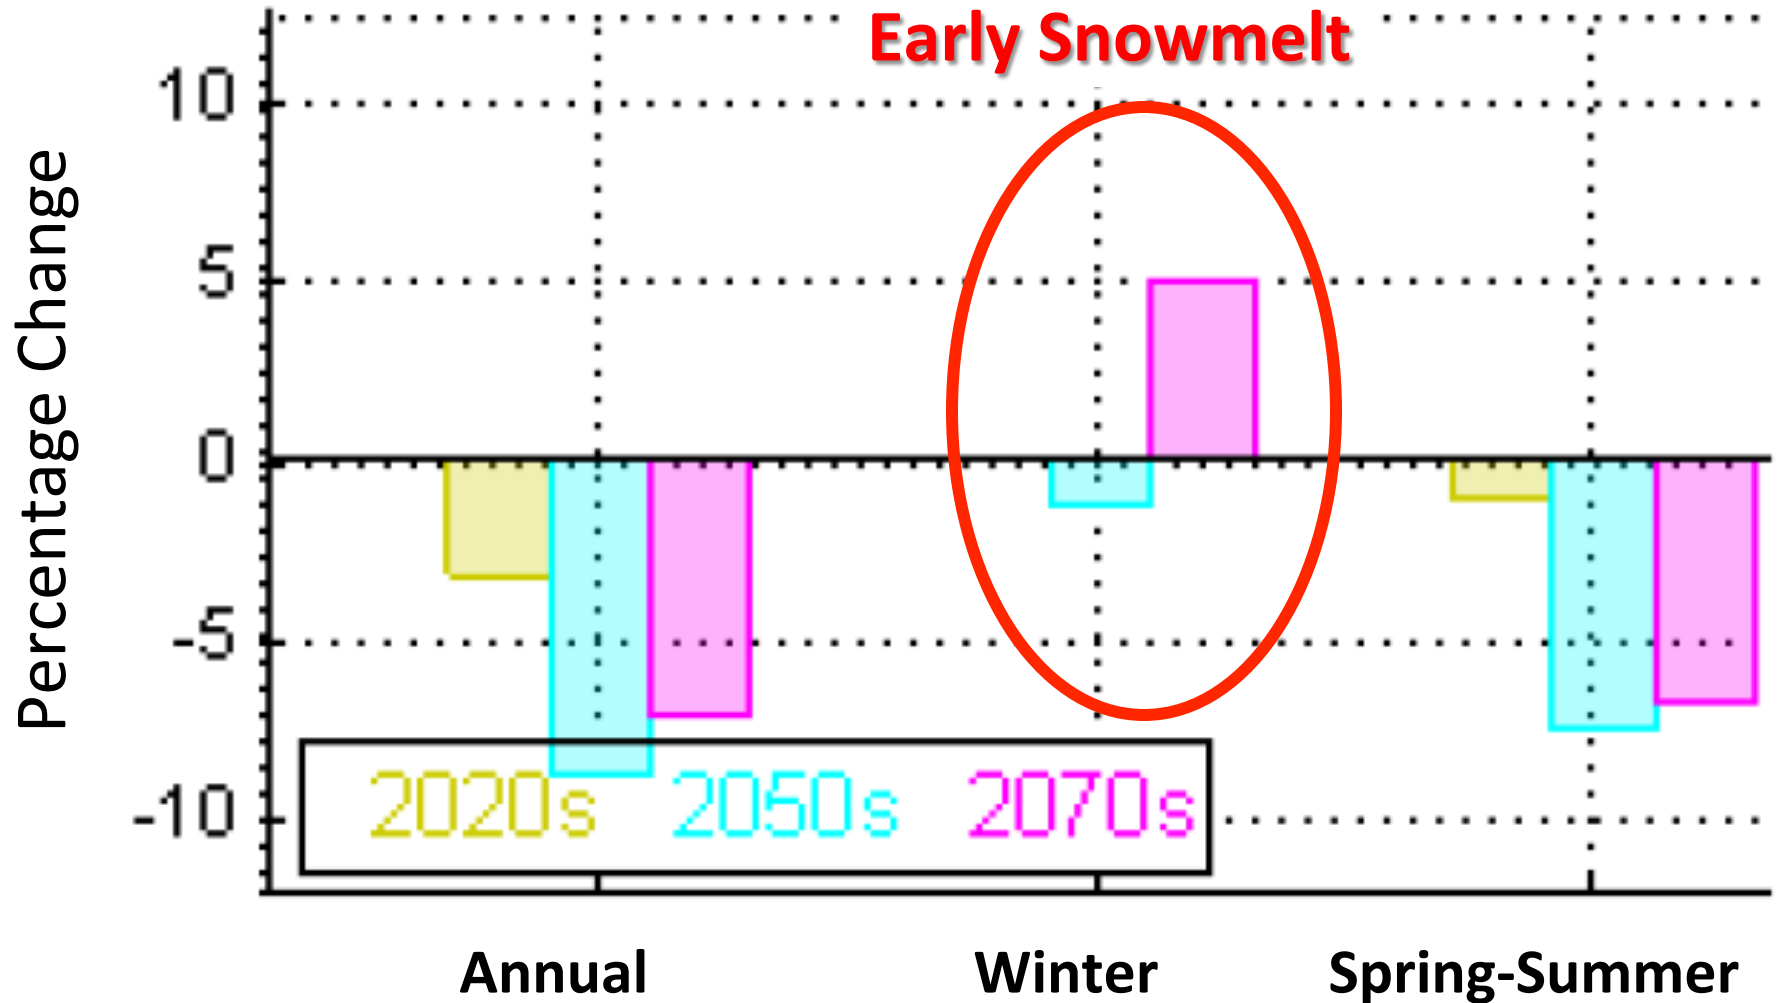 Early Snowmelt
Percentage Change
10
5
0
-5
-10
2020s 2050s 2070s
Annual Winter Spring-Summer